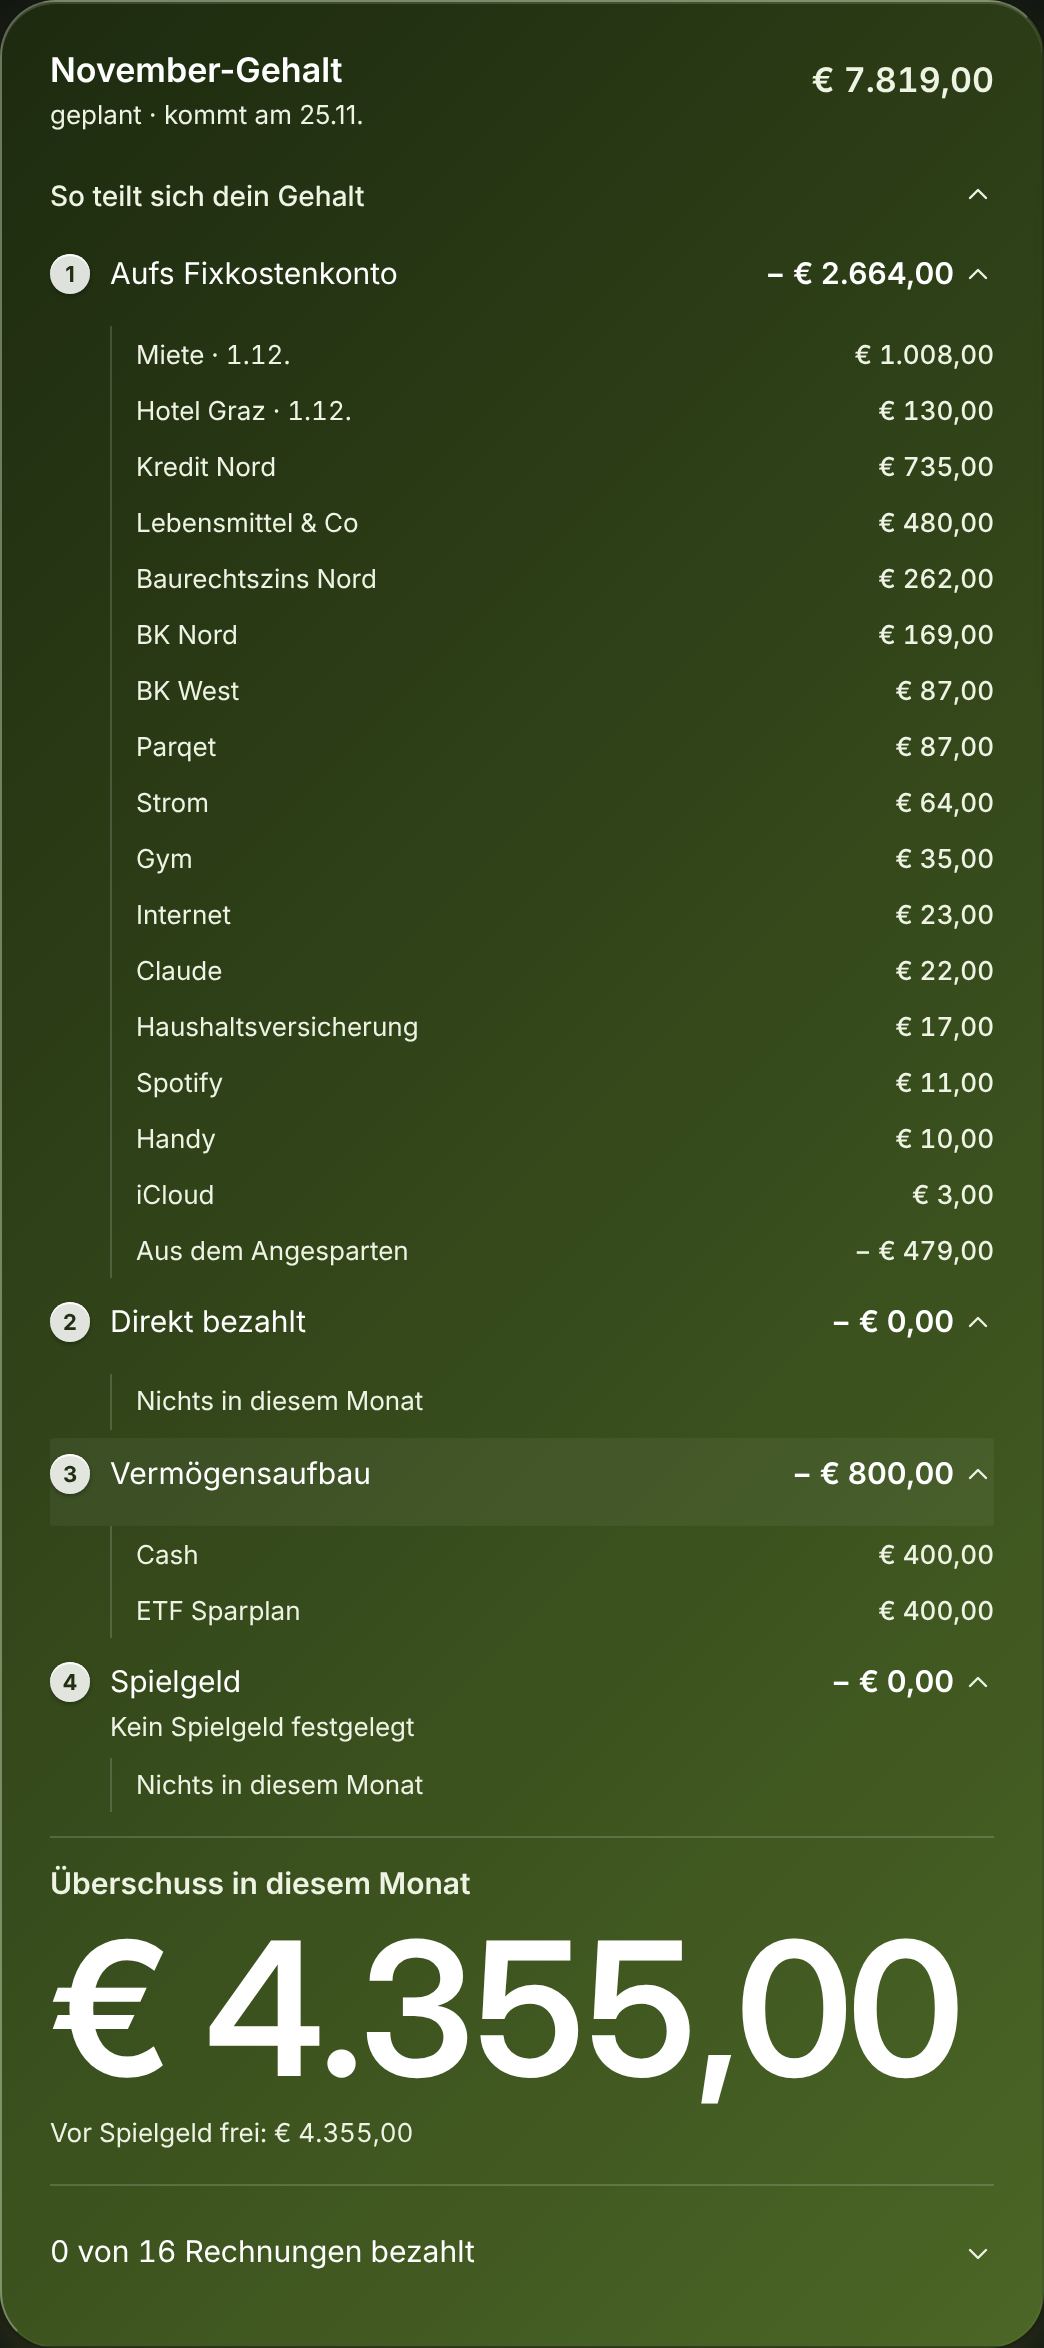 November-Gehalt
€ 7.819,00
geplant · kommt am 25.11.
So teilt sich dein Gehalt
1 Aufs Fixkostenkonto – € 2.664,00
Miete · 1.12. € 1.008,00
Hotel Graz · 1.12. € 130,00
Kredit Nord € 735,00
Lebensmittel & Co € 480,00
Baurechtszins Nord € 262,00
BK Nord € 169,00
BK West € 87,00
Parqet € 87,00
Strom € 64,00
Gym € 35,00
Internet € 23,00
Claude € 22,00
Haushaltsversicherung € 17,00
Spotify € 11,00
Handy € 10,00
iCloud € 3,00
Aus dem Angesparten – € 479,00
2 Direkt bezahlt – € 0,00
Nichts in diesem Monat
3 Vermögensaufbau – € 800,00
Cash € 400,00
ETF Sparplan € 400,00
4 Spielgeld – € 0,00
Kein Spielgeld festgelegt
Nichts in diesem Monat
Überschuss in diesem Monat
€ 4.355,00
Vor Spielgeld frei: € 4.355,00
0 von 16 Rechnungen bezahlt